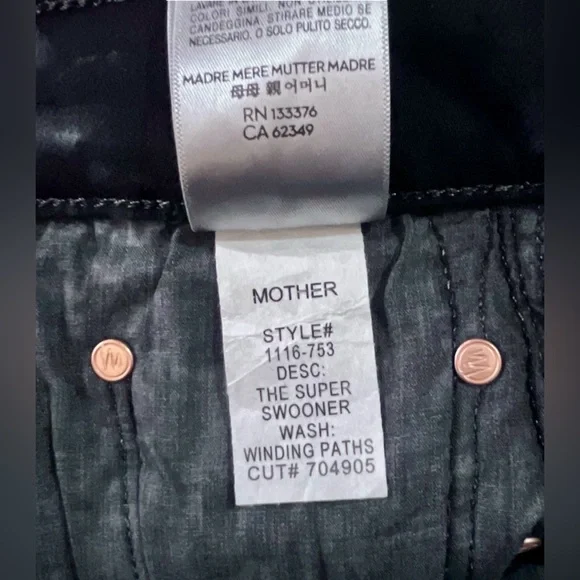 LAVARE
COLORI SIMILI. NON USARE
CANDEGGINA. STIRARE MEDIO SE
NECESSARIO. O SOLO PULITO SECCO.
MADRE MERE MUTTER MADRE
母母 親 어머니
RN 133376
CA 62349
MOTHER
STYLE#
1116-753
DESC:
THE SUPER
SWOONER
WASH:
WINDING PATHS
CUT# 704905